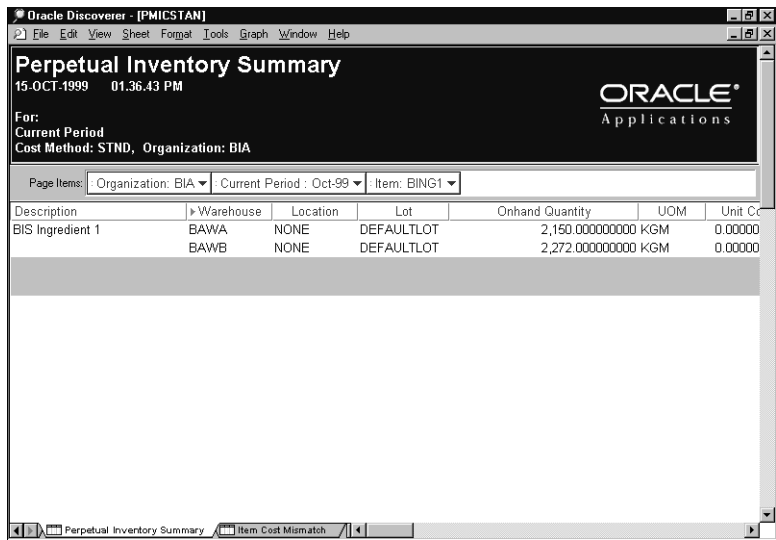 Oracle Discoverer - [PMICSTAN]
File Edit View Sheet Format Tools Graph Window Help
Perpetual Inventory Summary
15-OCT-1999 01.36.43 PM
ORACLE®
Applications
For:
Current Period
Cost Method: STND, Organization: BIA
Page Items: : Organization: BIA : Current Period : Oct-99 : Item: BING1
Description Warehouse Location Lot Onhand Quantity UOM Unit Co
BIS Ingredient 1 BAWA NONE DEFAULTLOT 2,150.000000000 KGM 0.00000
BAWB NONE DEFAULTLOT 2,272.000000000 KGM 0.00000
Perpetual Inventory Summary Item Cost Mismatch